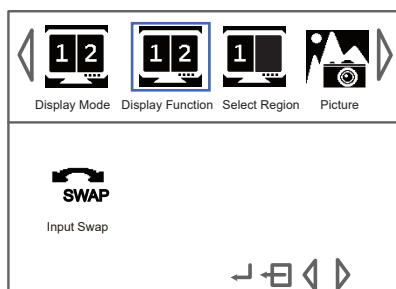 1 2 1 2 1
Display Mode Display Function Select Region Picture
SWAP
Input Swap